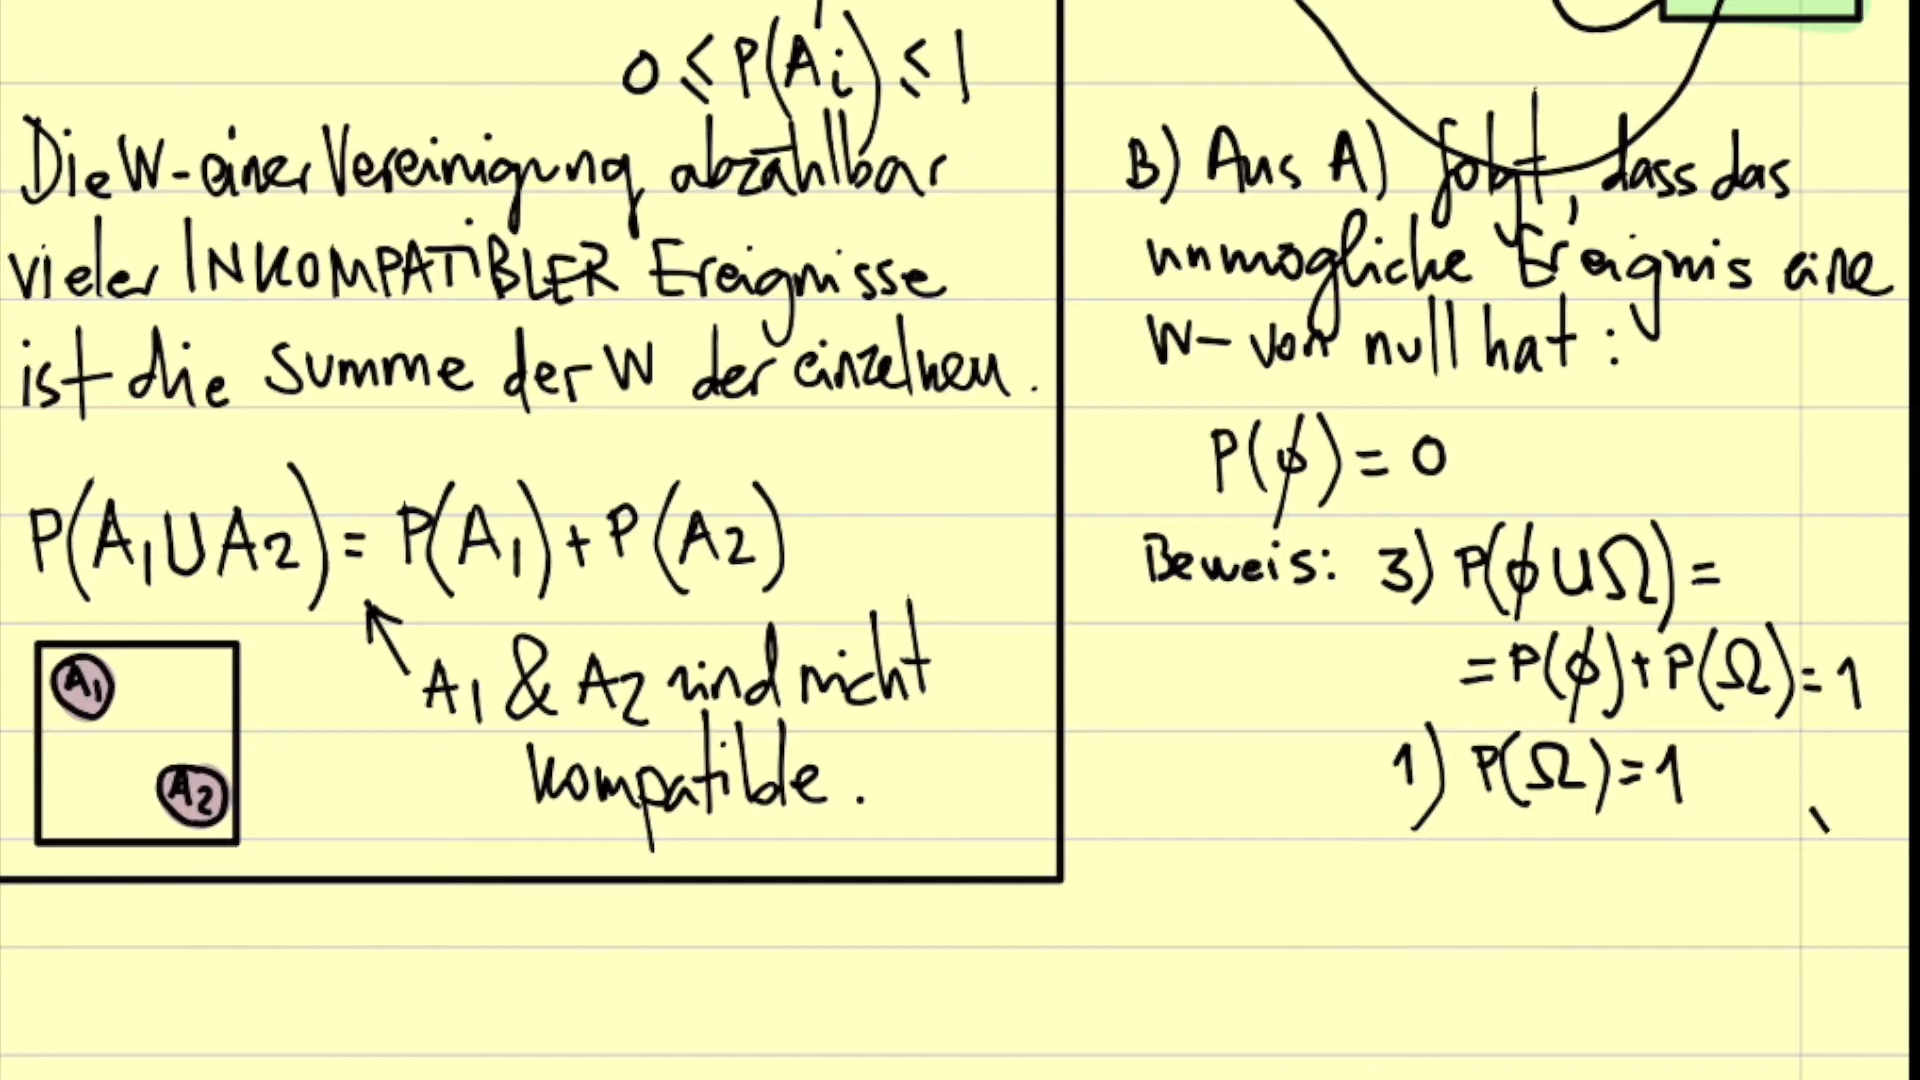 0 ≤ P(Ai) ≤ 1
Die W-einer Vereinigung abzählbar
vieler INKOMPATiBLER Ereignisse
ist die Summe der W der einzelnen.
P(A1 ∪ A2) = P(A1) + P(A2)
A1 & A2 sind nicht
kompatible.
A1
A2
B) Aus A) folgt, dass das
unmögliche Ereignis eine
W- von null hat:
P(ϕ) = 0
Beweis: 3) P(ϕ ∪ Ω) =
= P(ϕ) + P(Ω) = 1
1) P(Ω) = 1